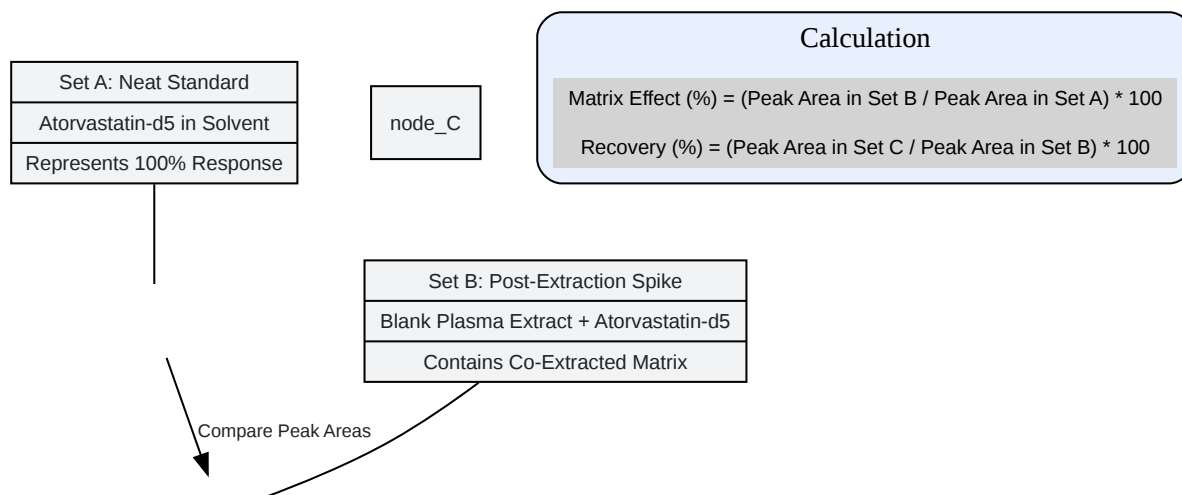 Set A: Neat Standard
Atorvastatin-d5 in Solvent
Represents 100% Response
node_C
Calculation
Matrix Effect (%) = (Peak Area in Set B / Peak Area in Set A) * 100
Recovery (%) = (Peak Area in Set C / Peak Area in Set B) * 100
Set B: Post-Extraction Spike
Blank Plasma Extract + Atorvastatin-d5
Contains Co-Extracted Matrix
Compare Peak Areas